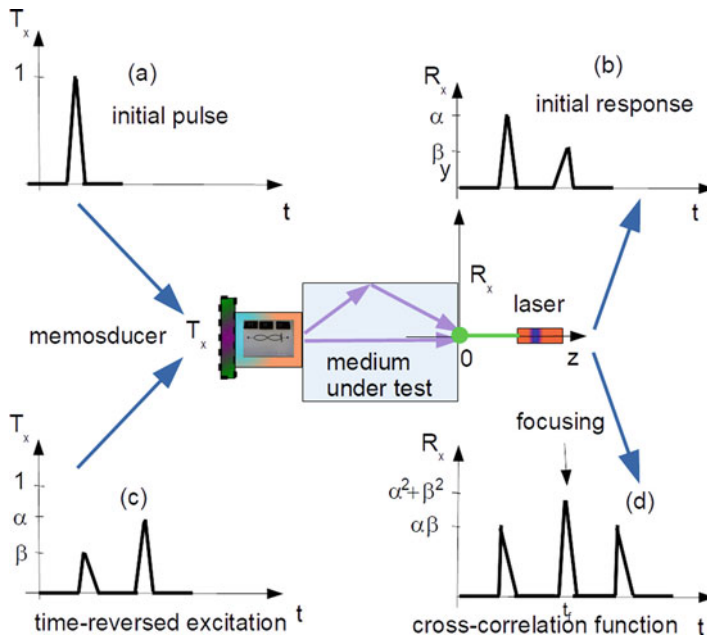 Tx
1
(a)
initial pulse
t
Rx
α
β
y
(b)
initial response
t
memosducer
Tx
Rx
laser
medium
under test
0
z
Tx
1
α
β
(c)
t
time-reversed excitation
focusing
Rx
α²+β²
αβ
(d)
tf
t
cross-correlation function